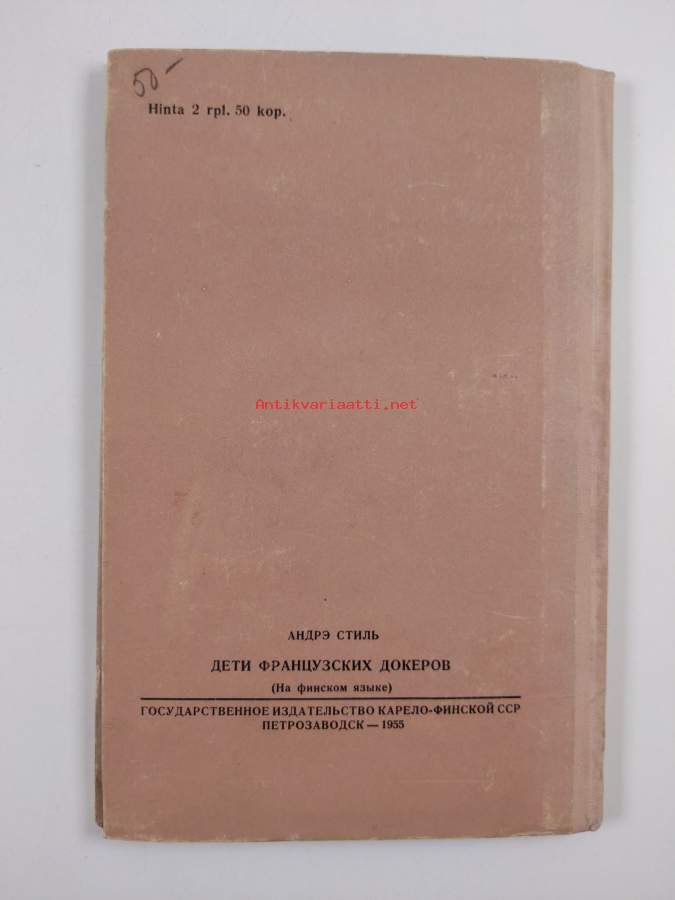 50-
Hinta 2 rpl. 50 kop.
Antikvariaatti.net
АНДРЭ СТИЛЬ
ДЕТИ ФРАНЦУЗСКИХ ДОКЕРОВ
(На финском языке)
ГОСУДАРСТВЕННОЕ ИЗДАТЕЛЬСТВО КАРЕЛО-ФИНСКОЙ ССР
ПЕТРОЗАВОДСК — 1955